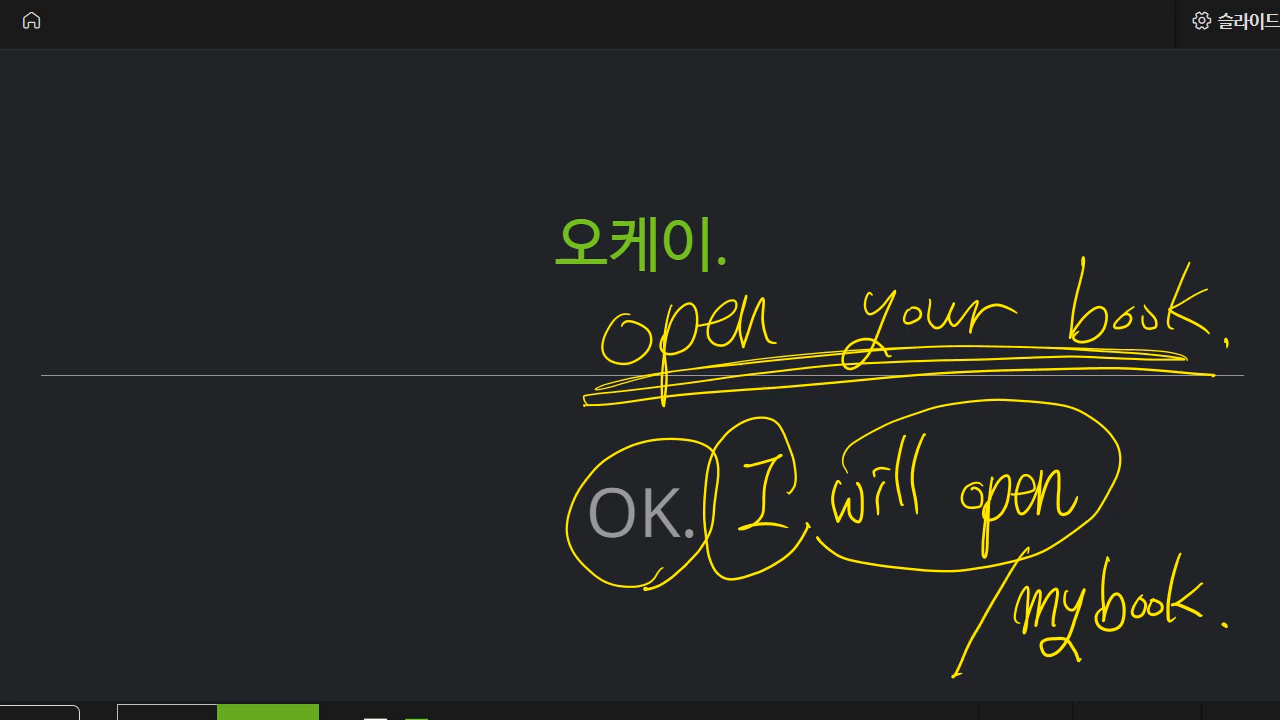 슬라이드
오케이.
open your book.
OK. I will open
my book.